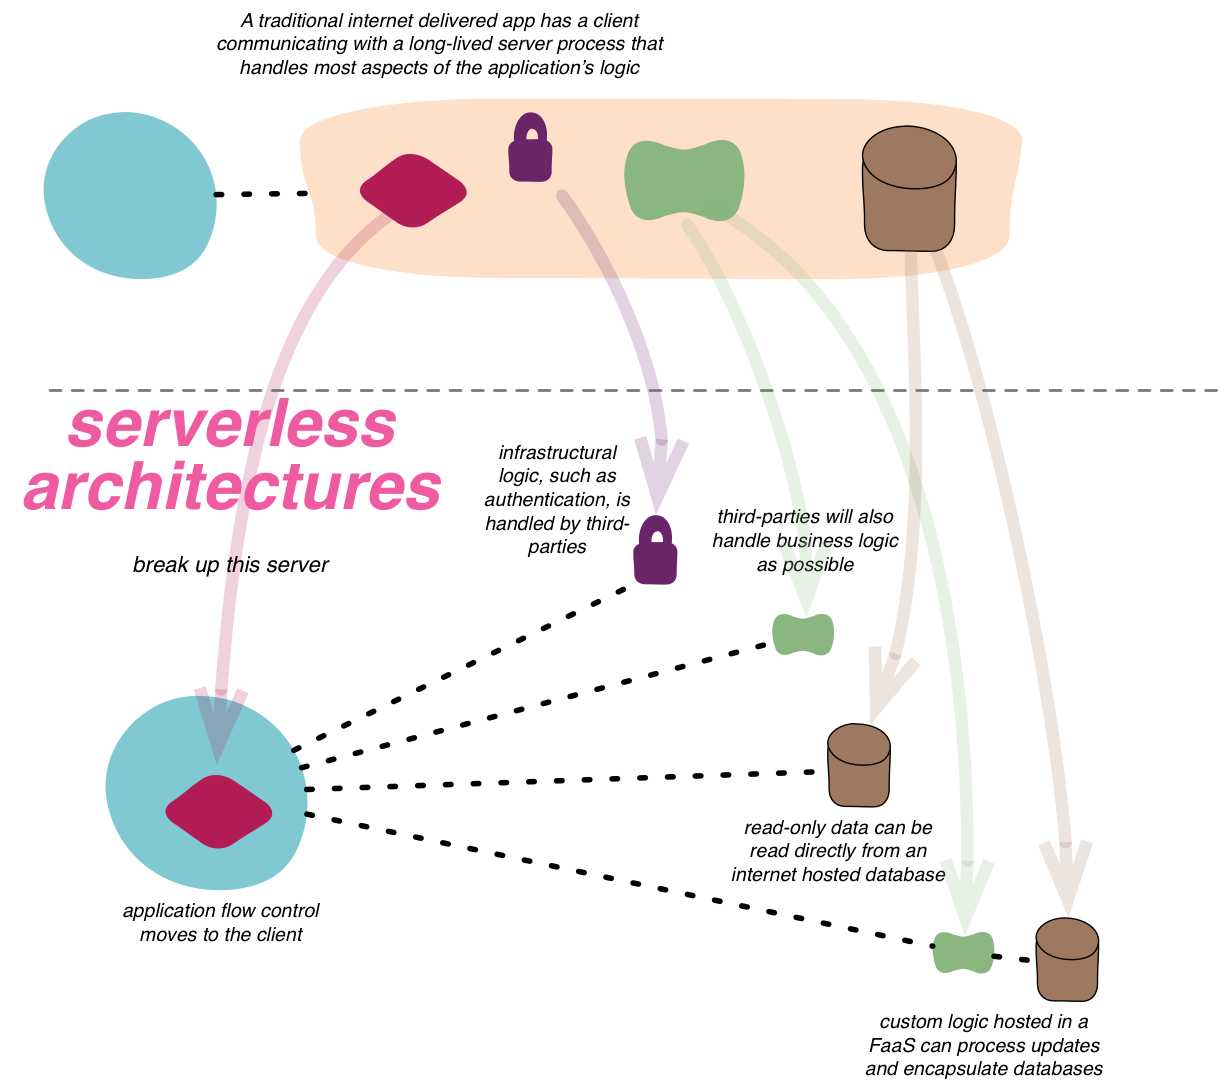 A traditional internet delivered app has a client
communicating with a long-lived server process that
handles most aspects of the application's logic
serverless
architectures
break up this server
infrastructural
logic, such as
authentication, is
handled by third-
parties
third-parties will also
handle business logic
as possible
read-only data can be
read directly from an
internet hosted database
application flow control
moves to the client
custom logic hosted in a
FaaS can process updates
and encapsulate databases